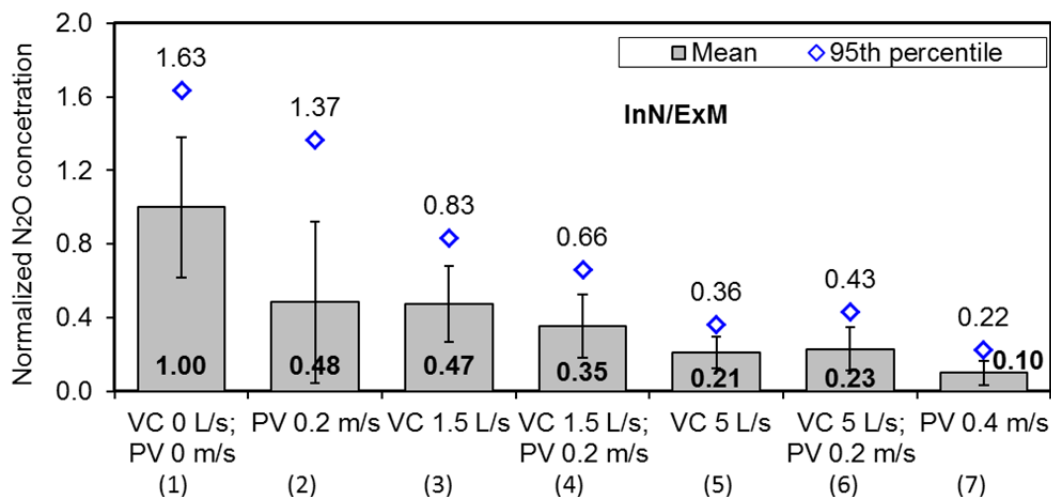 Normalized N2O concetration
2.0
1.6
1.2
0.8
0.4
0.0
Mean
95th percentile
InN/ExM
1.63
1.37
0.83
0.66
0.36
0.43
0.22
1.00
0.48
0.47
0.35
0.21
0.23
0.10
VC 0 L/s;
PV 0 m/s
PV 0.2 m/s
VC 1.5 L/s
VC 1.5 L/s;
PV 0.2 m/s
VC 5 L/s
VC 5 L/s;
PV 0.2 m/s
PV 0.4 m/s
(1)
(2)
(3)
(4)
(5)
(6)
(7)